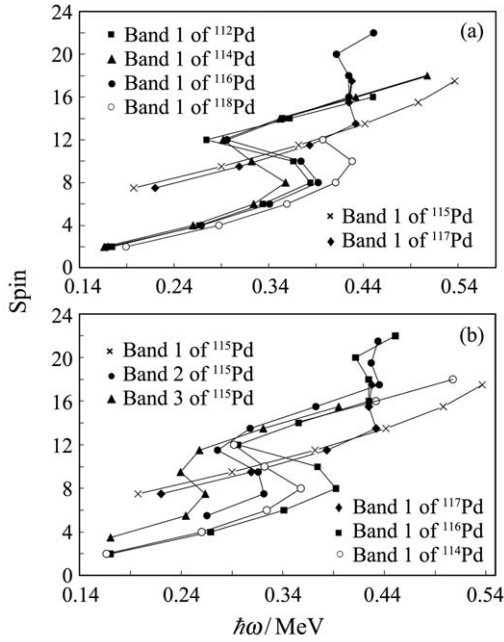 24
20
16
12
8
4
0
(a)
Band 1 of ¹¹²Pd
Band 1 of ¹¹⁴Pd
Band 1 of ¹¹⁶Pd
Band 1 of ¹¹⁸Pd
Band 1 of ¹¹⁵Pd
Band 1 of ¹¹⁷Pd
0.14 0.24 0.34 0.44 0.54
Spin
24
20
16
12
8
4
0
(b)
Band 1 of ¹¹⁵Pd
Band 2 of ¹¹⁵Pd
Band 3 of ¹¹⁵Pd
Band 1 of ¹¹⁷Pd
Band 1 of ¹¹⁶Pd
Band 1 of ¹¹⁴Pd
0.14 0.24 0.34 0.44 0.54
ℏω/MeV